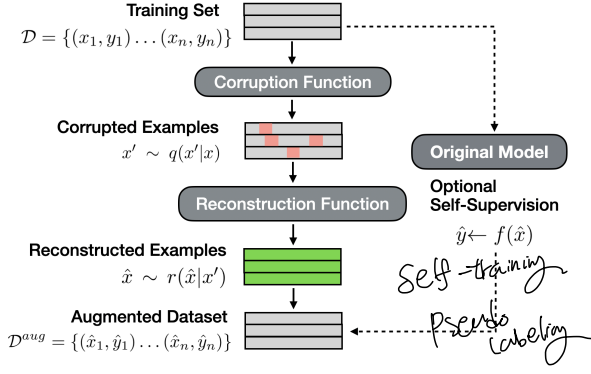 Training Set
𝒟 = {(x₁, y₁) … (xₙ, yₙ)}
Corruption Function
Corrupted Examples
x′ ∼ q(x′|x)
Original Model
Optional
Self-Supervision
ŷ ← f(x̂)
Reconstruction Function
Reconstructed Examples
x̂ ∼ r(x̂|x′)
self-training
Augmented Dataset
𝒟ᵃᵘᵍ = {(x̂₁, ŷ₁) … (x̂ₙ, ŷₙ)}
Pseudo
labeling